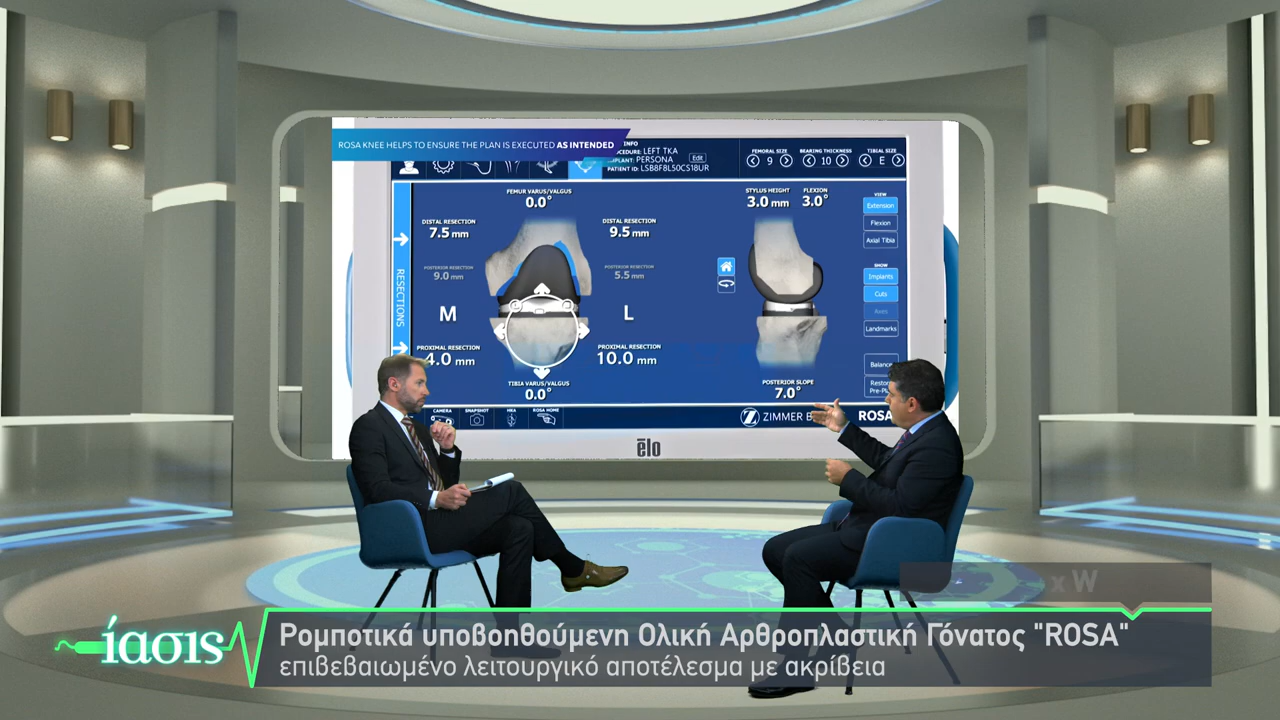 ROSA KNEE HELPS TO ENSURE THE PLAN IS EXECUTED AS INTENDED
INFO
LEFT TKA
PERSONA
PATIENT ID: LSB8F8L50CS18UR
Edit
FEMORAL SIZE
9
BEARING THICKNESS
10
TIBIAL SIZE
E
FEMUR VARUS/VALGUS
0.0°
DISTAL RESECTION
7.5 mm
DISTAL RESECTION
9.5 mm
POSTERIOR RESECTION
9.0 mm
POSTERIOR RESECTION
5.5 mm
RESECTIONS
M
L
PROXIMAL RESECTION
4.0 mm
PROXIMAL RESECTION
10.0 mm
TIBIA VARUS/VALGUS
0.0°
STYLUS HEIGHT
3.0 mm
FLEXION
3.0°
POSTERIOR SLOPE
7.0°
VIEW
Extension
Flexion
Axial Tibia
SHOW
Implants
Cuts
Axes
Landmarks
CAMERA
SNAPSHOT
HKA
ROSA HOME
ZIMMER
ROSA
ēlo
x W
ίασις
Ρομποτικά υποβοηθούμενη Ολική Αρθροπλαστική Γόνατος "ROSA"
επιβεβαιωμένο λειτουργικό αποτέλεσμα με ακρίβεια